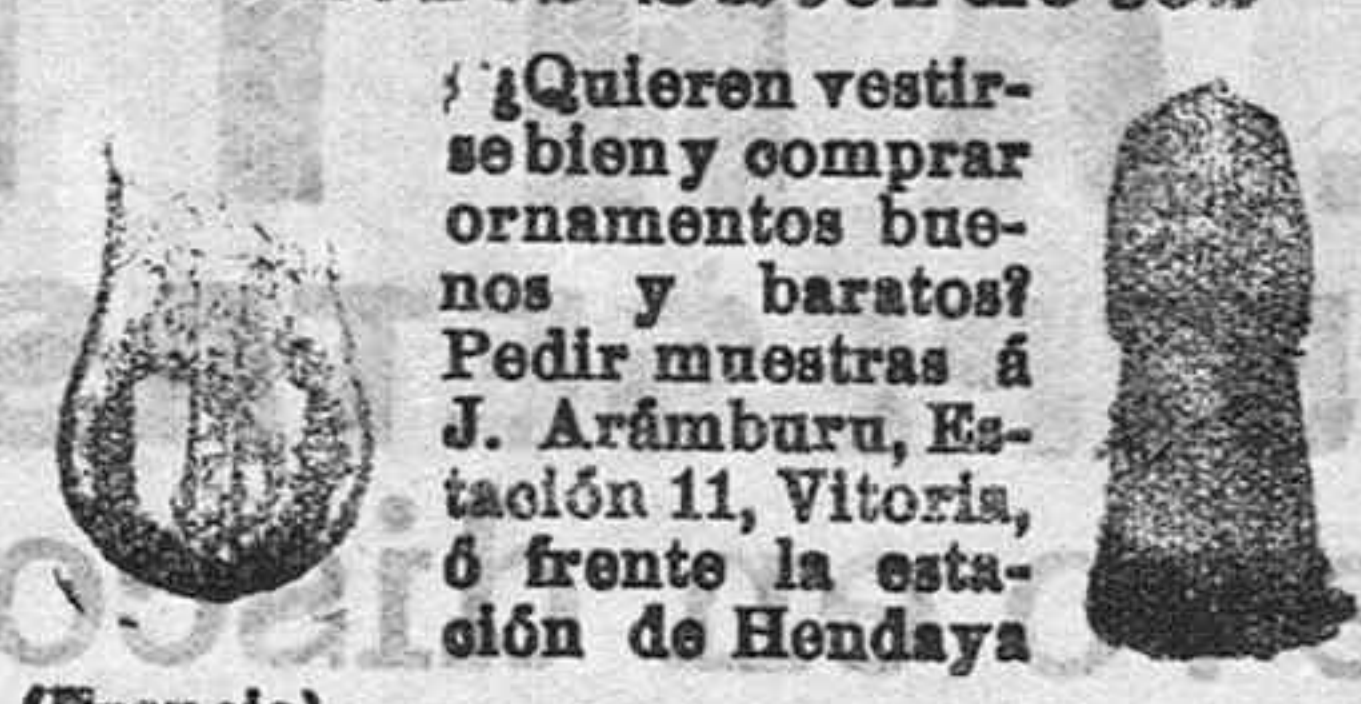 ¿Quieren vestir-
se bien y comprar
ornamentos bue-
nos y baratos?
Pedir muestras á
J. Arámburu, Es-
tación 11, Vitoria,
ó frente la esta-
ción de Hendaya